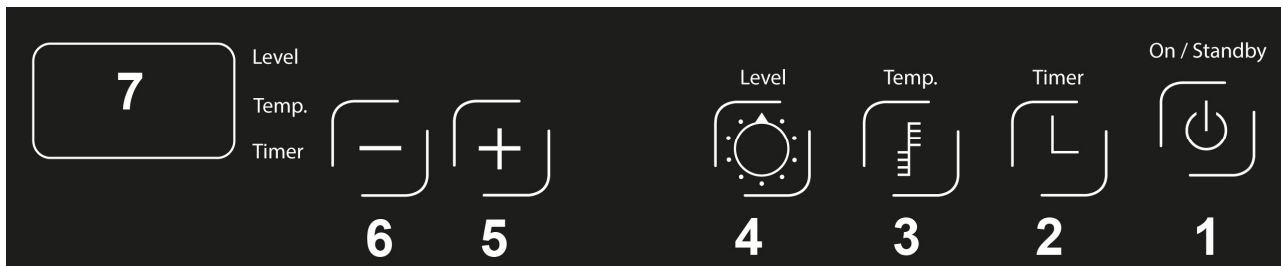 On / Standby
Level
Level
Temp.
Timer
7
Temp.
Timer
6
5
4
3
2
1